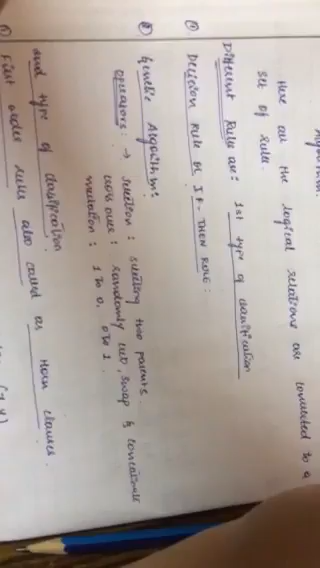 Algorithm.
Here all the logical relations are converted to a
set of rules.
Different Rules are: 1st type of classification
① Decision Rule or IF-THEN RULE:
② Genetic Algorithm:
operators: → selection: selecting two parents.
cross over: randomly cut, swap & concatenate
mutation: 1 to 0, 0 to 1.
2nd type of classification
① First order rules also called as Horn clauses.